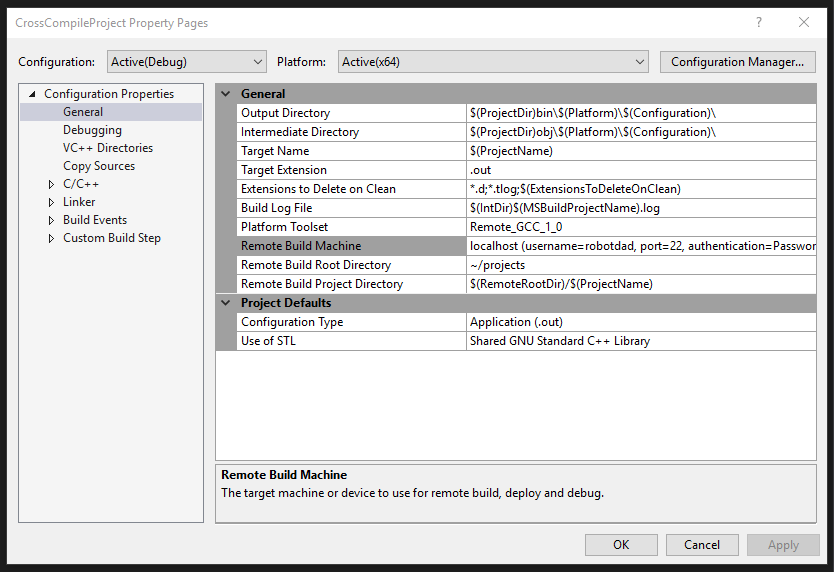 CrossCompileProject Property Pages
Configuration: Active(Debug) Platform: Active(x64) Configuration Manager...
Configuration Properties
General
Debugging
VC++ Directories
Copy Sources
C/C++
Linker
Build Events
Custom Build Step
General
Output Directory $(ProjectDir)bin\$(Platform)\$(Configuration)\
Intermediate Directory $(ProjectDir)obj\$(Platform)\$(Configuration)\
Target Name $(ProjectName)
Target Extension .out
Extensions to Delete on Clean *.d;*.tlog;$(ExtensionsToDeleteOnClean)
Build Log File $(IntDir)$(MSBuildProjectName).log
Platform Toolset Remote_GCC_1_0
Remote Build Machine localhost (username=robotdad, port=22, authentication=Passwor
Remote Build Root Directory ~/projects
Remote Build Project Directory $(RemoteRootDir)/$(ProjectName)
Project Defaults
Configuration Type Application (.out)
Use of STL Shared GNU Standard C++ Library
Remote Build Machine
The target machine or device to use for remote build, deploy and debug.
OK Cancel Apply